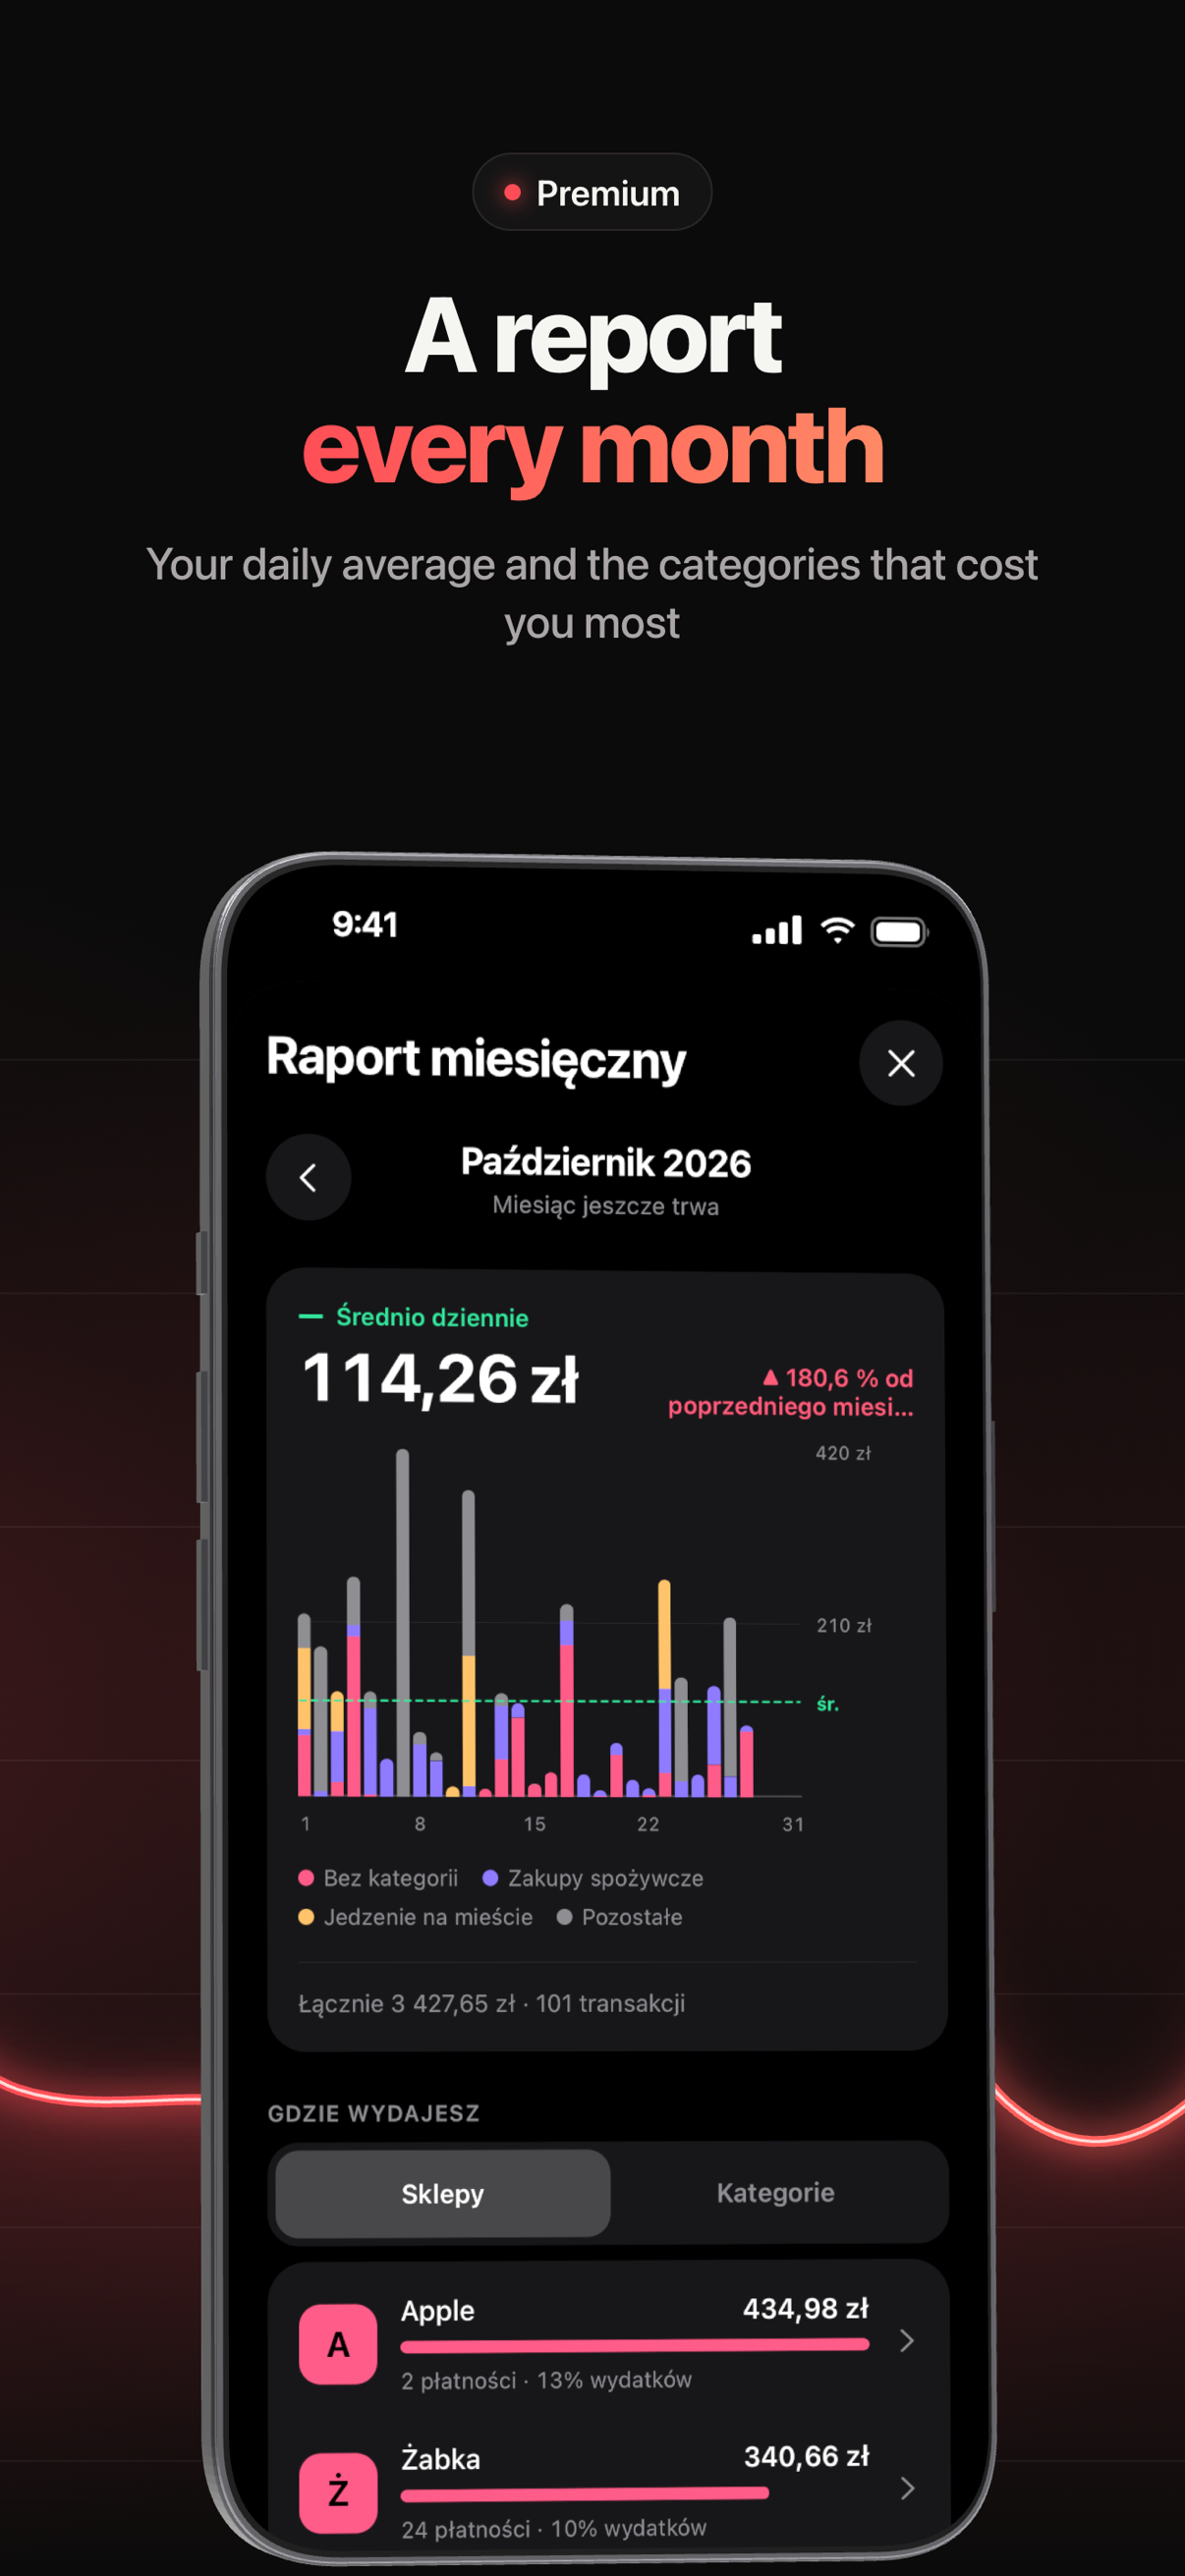 Premium
A report
every month
Your daily average and the categories that cost
you most
9:41
Raport miesięczny
Październik 2026
Miesiąc jeszcze trwa
Średnio dziennie
114,26 zł
▲ 180,6 % od
poprzedniego miesi...
420 zł
210 zł
śr.
1 8 15 22 31
Bez kategorii Zakupy spożywcze
Jedzenie na mieście Pozostałe
Łącznie 3 427,65 zł · 101 transakcji
GDZIE WYDAJESZ
Sklepy Kategorie
A
Apple 434,98 zł
2 płatności · 13% wydatków
Ż
Żabka 340,66 zł
24 płatności · 10% wydatków